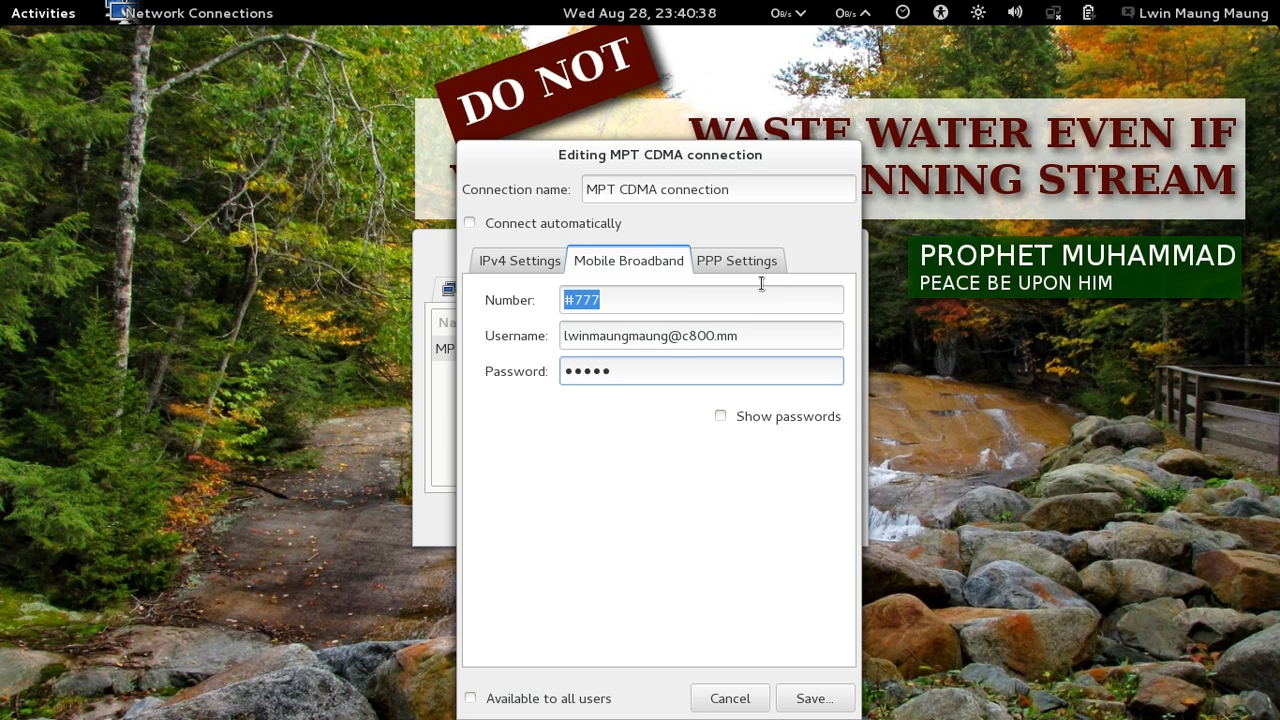 Activities
Network Connections
Wed Aug 28, 23:40:38
0B/s
0B/s
Lwin Maung Maung
DO NOT
WASTE WATER EVEN IF
NNING STREAM
PROPHET MUHAMMAD
PEACE BE UPON HIM
Editing MPT CDMA connection
Connection name: MPT CDMA connection
Connect automatically
IPv4 Settings Mobile Broadband PPP Settings
Na
MP
Number: #777
Username: lwinmaungmaung@c800.mm
Password: •••••
Show passwords
Available to all users
Cancel Save...